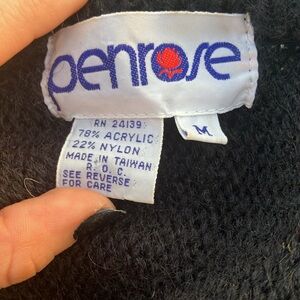 penrose
RN 24139
78% ACRYLIC
22% NYLON
MADE IN TAIWAN
R. O. C.
SEE REVERSE
FOR CARE
M